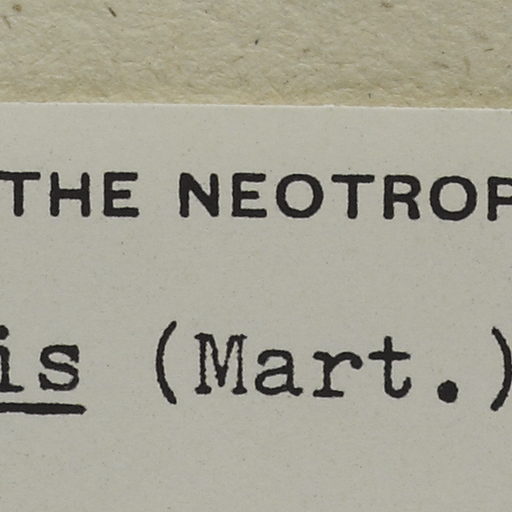 THE NEOTROP
is (Mart.)